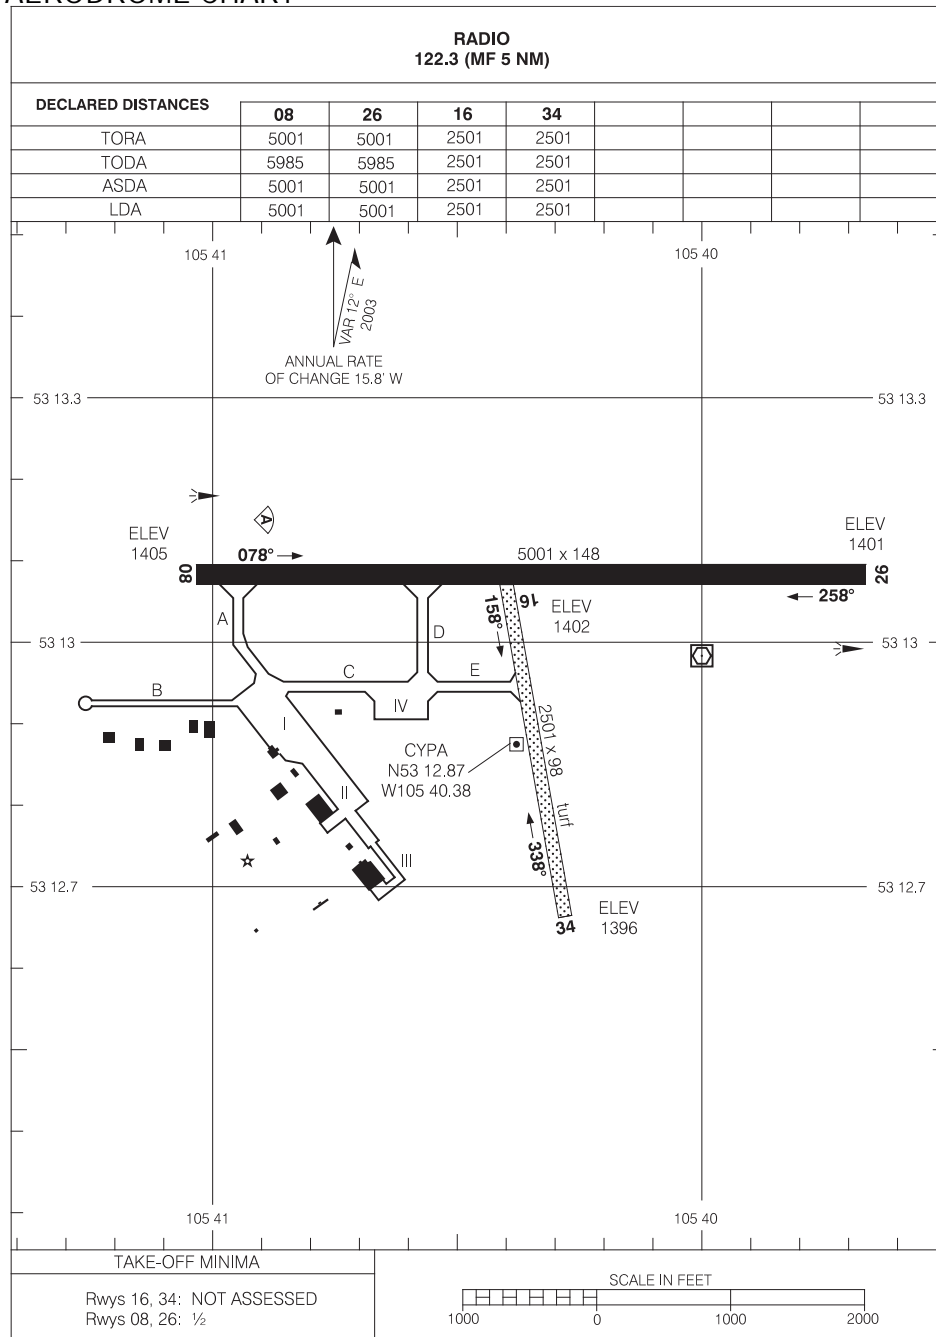 AERODROME CHART
RADIO
122.3 (MF 5 NM)
DECLARED DISTANCES 08 26 16 34
TORA 5001 5001 2501 2501
TODA 5985 5985 2501 2501
ASDA 5001 5001 2501 2501
LDA 5001 5001 2501 2501
105 41 105 40
VAR 12° E
2003
ANNUAL RATE
OF CHANGE 15.8' W
53 13.3 53 13.3
A
ELEV
1405
ELEV
1401
078° 5001 x 148
08 26
258°
158° 16
ELEV
1402
A D
53 13 53 13
C E
B
I IV
2501 x 98
turf
CYPA
N53 12.87
W105 40.38
II
338°
III
53 12.7 53 12.7
34
ELEV
1396
105 41 105 40
TAKE-OFF MINIMA
Rwys 16, 34: NOT ASSESSED
Rwys 08, 26: ½
SCALE IN FEET
1000 0 1000 2000